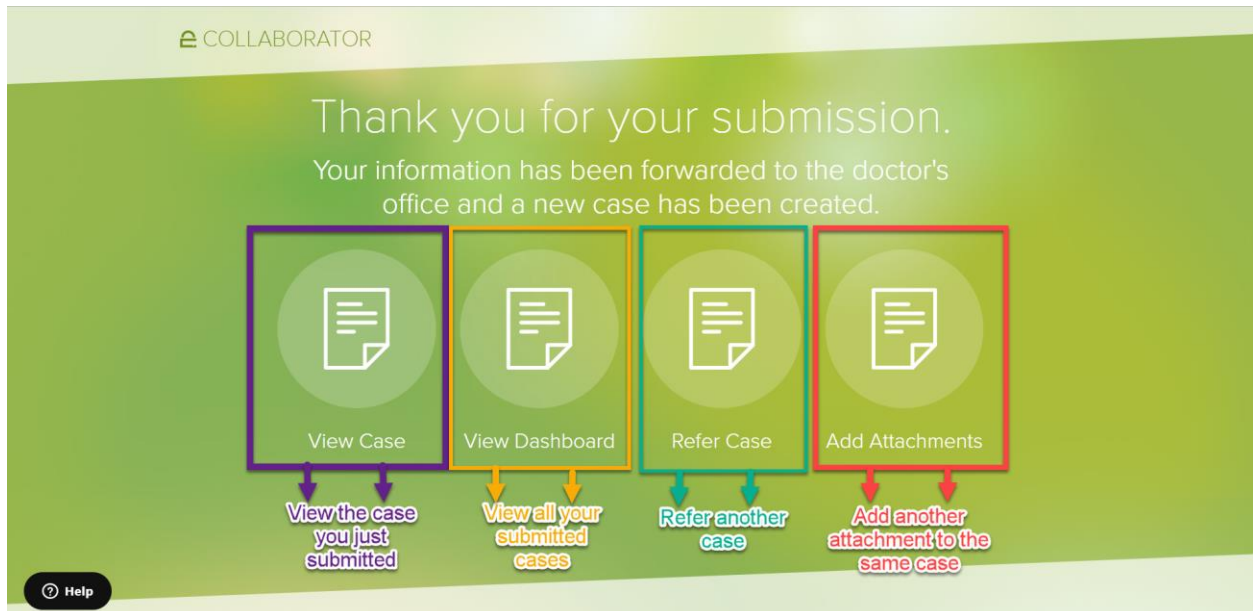 COLLABORATOR
Thank you for your submission.
Your information has been forwarded to the doctor's
office and a new case has been created.
View Case
View Dashboard
Refer Case
Add Attachments
View the case
you just
submitted
View all your
submitted
cases
Refer another
case
Add another
attachment to the
same case
Help